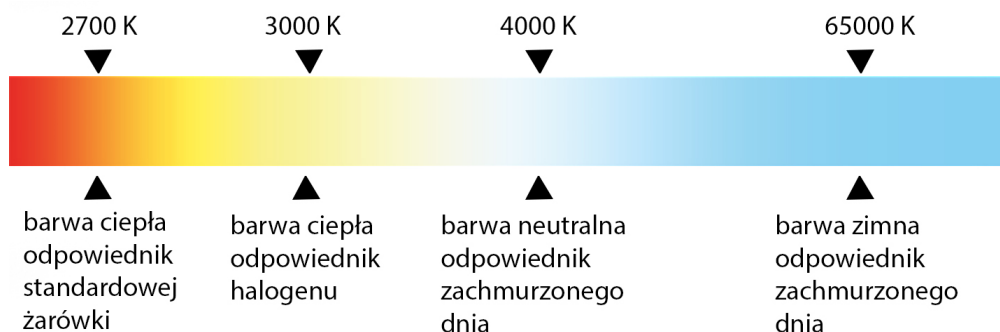 2700 K
3000 K
4000 K
65000 K
barwa ciepła
odpowiednik
standardowej
żarówki
barwa ciepła
odpowiednik
halogenu
barwa neutralna
odpowiednik
zachmurzonego
dnia
barwa zimna
odpowiednik
zachmurzonego
dnia